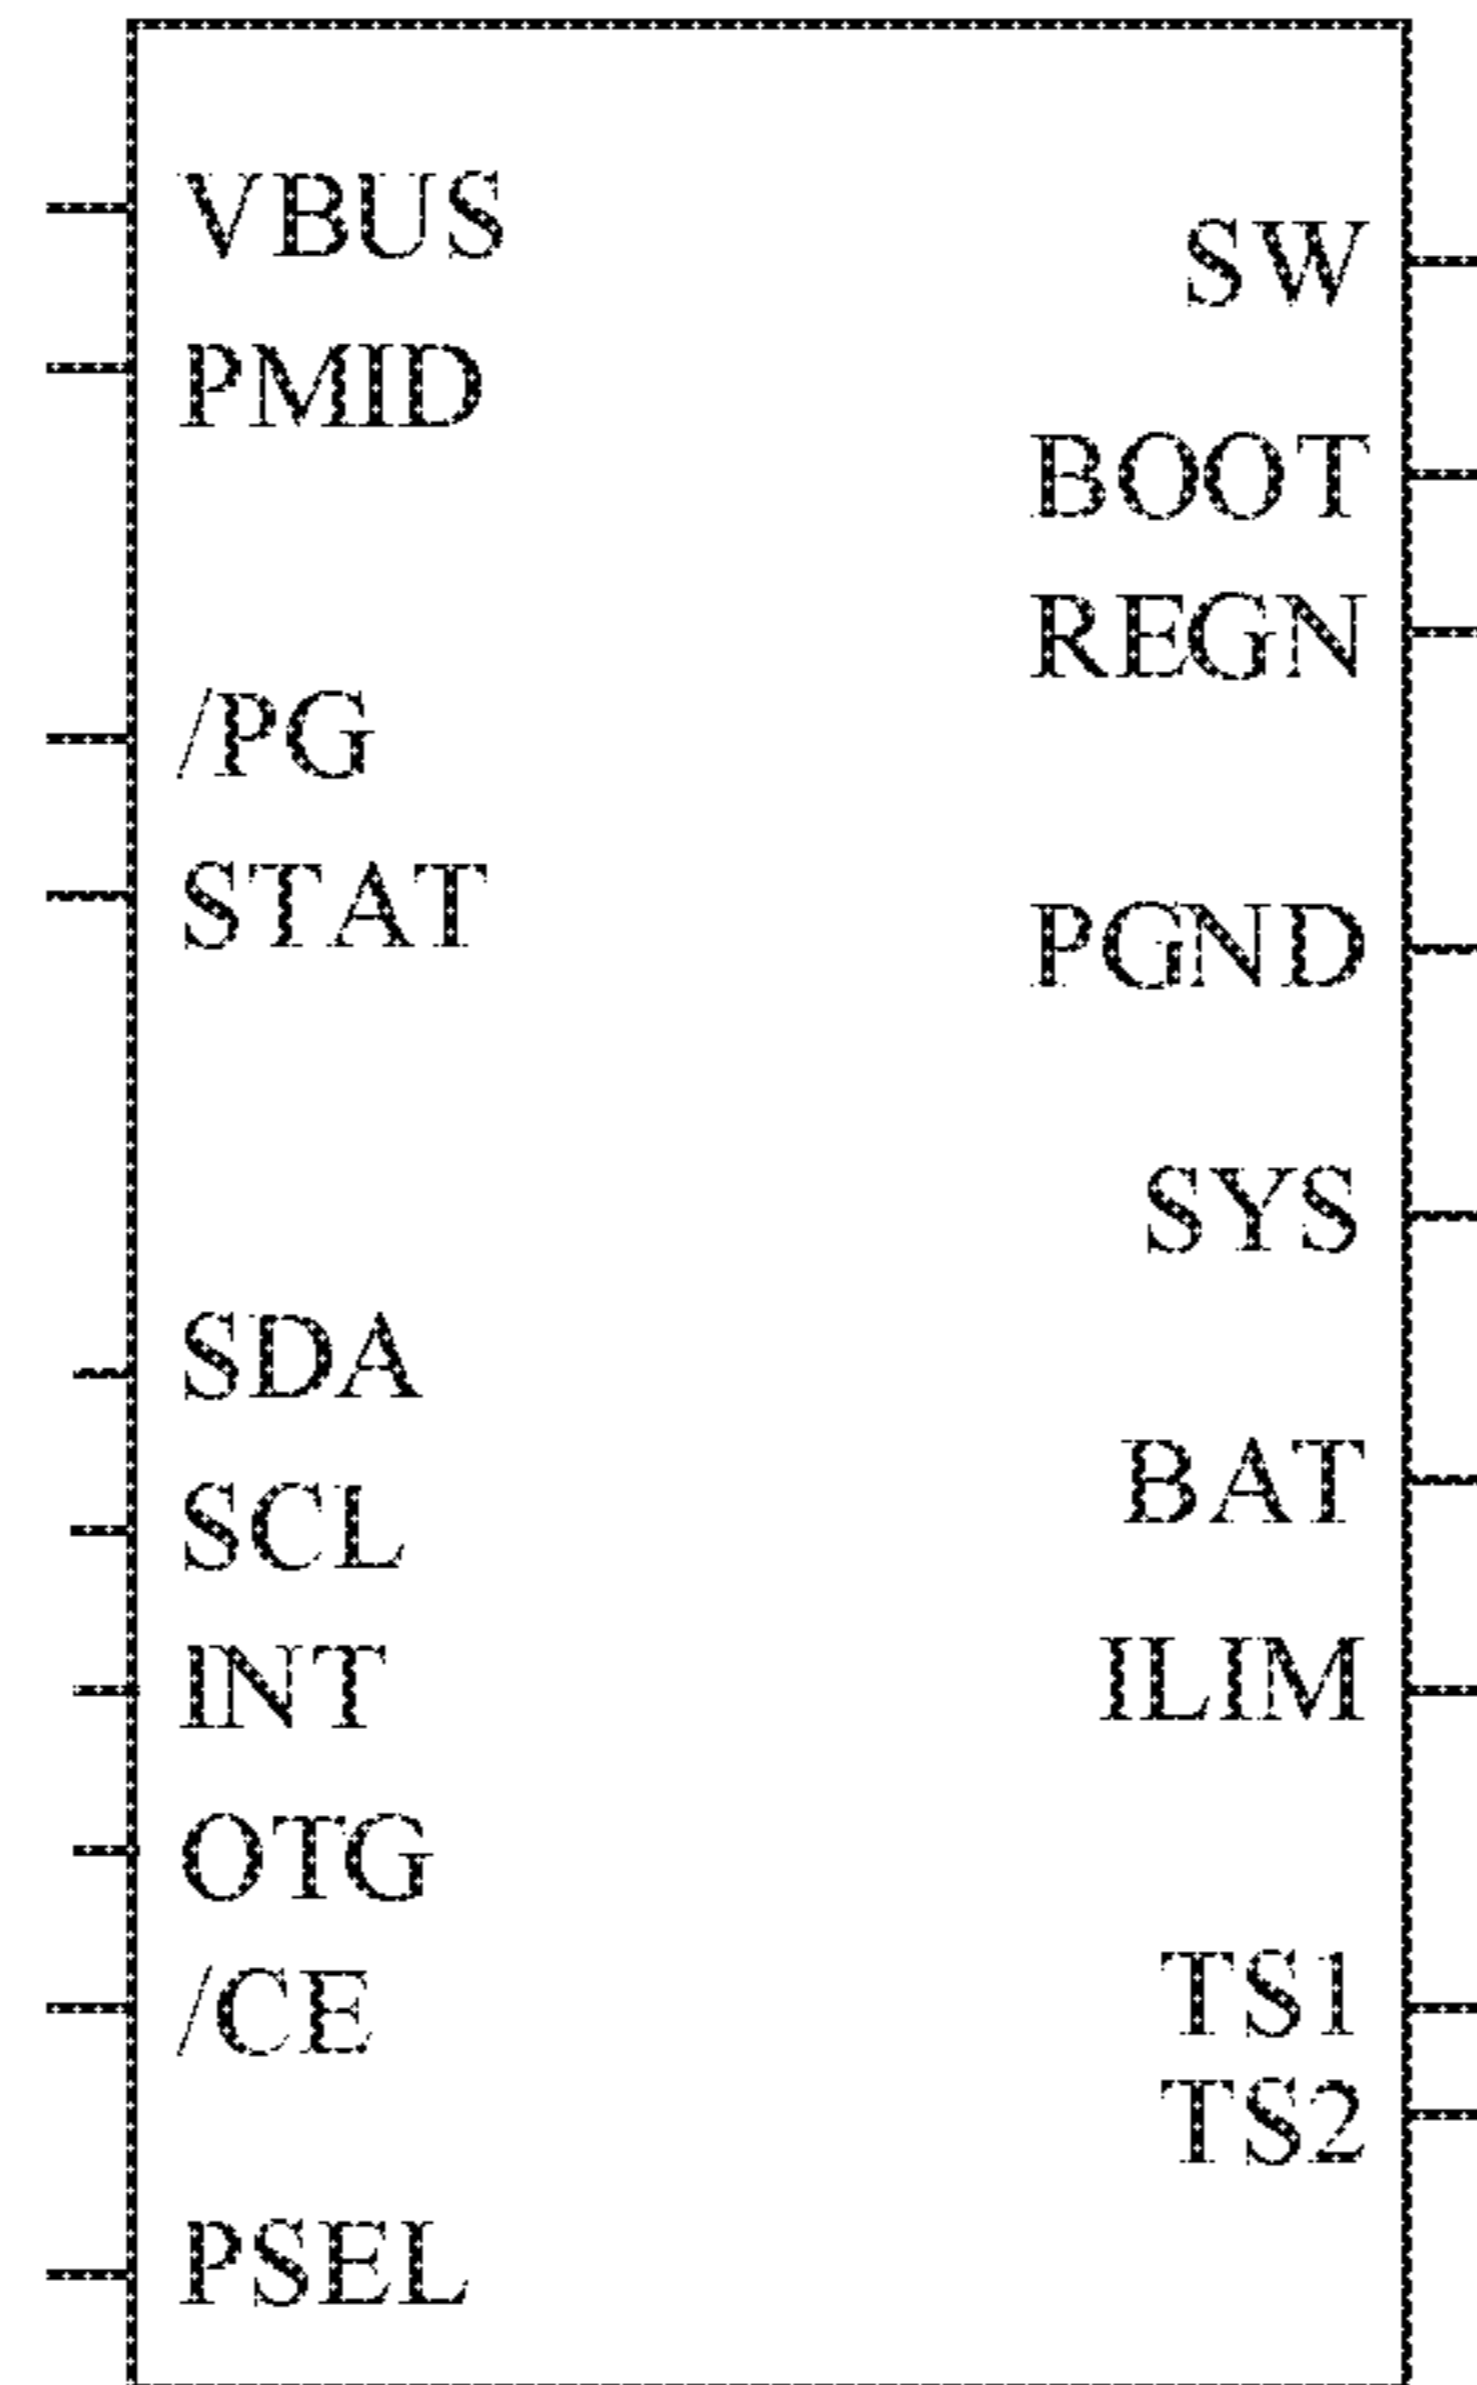 VBUS
PMID
/PG
STAT
SDA
SCL
INT
OTG
/CE
PSEL
SW
BOOT
REGN
PGND
SYS
BAT
ILIM
TS1
TS2